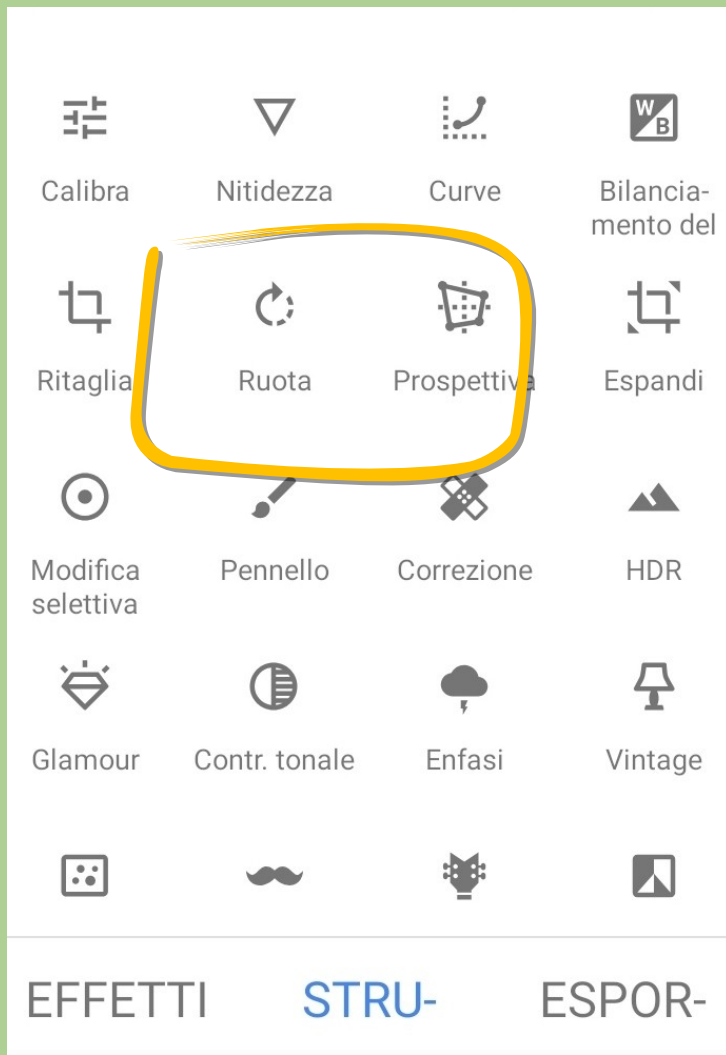 Calibra
Nitidezza
Curve
Bilancia-
mento del
Ritaglia
Ruota
Prospettiva
Espandi
Modifica
selettiva
Pennello
Correzione
HDR
Glamour
Contr. tonale
Enfasi
Vintage
EFFETTI
STRU-
ESPOR-